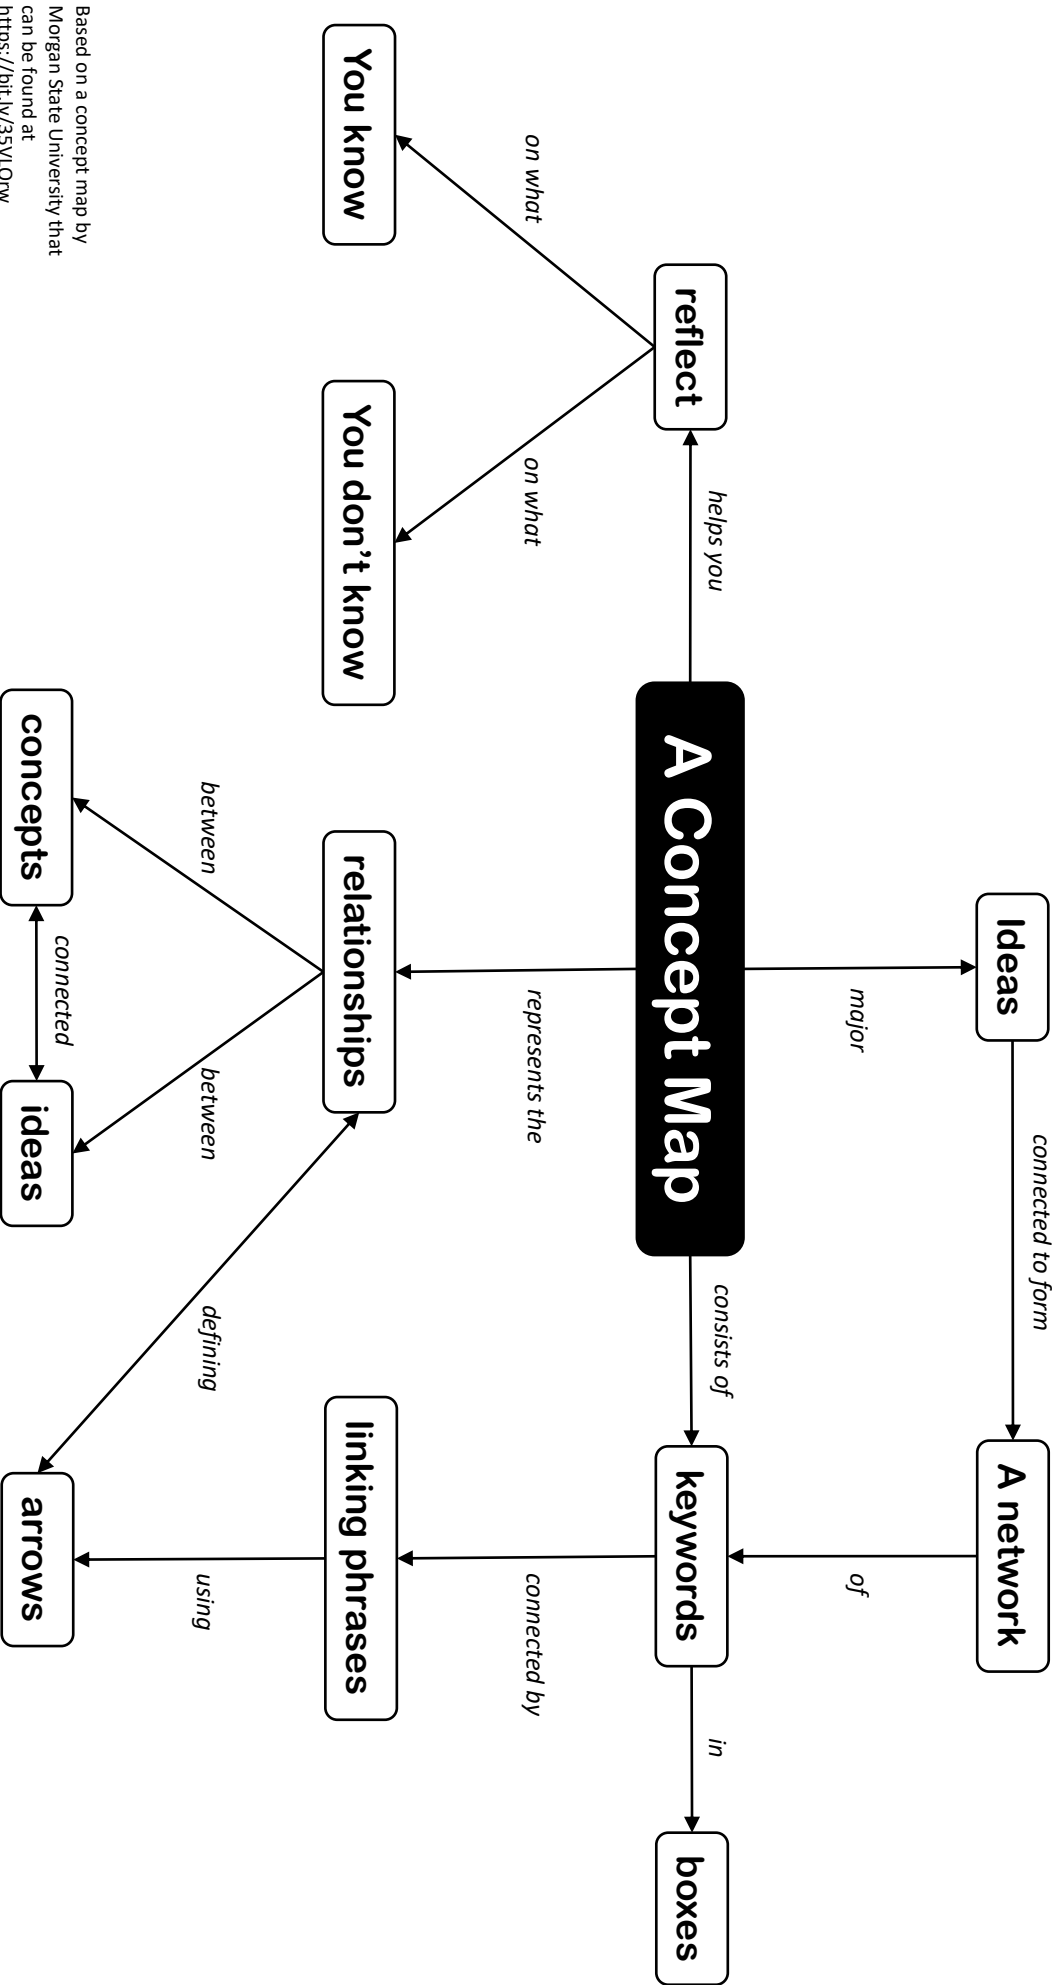 Ideas
connected to form
A network
major
of
reflect
helps you
A Concept Map
consists of
keywords
in
boxes
on what
on what
represents the
connected by
You know
You don’t know
relationships
linking phrases
between
between
defining
using
concepts
connected
ideas
arrows
Based on a concept map by
Morgan State University that
can be found at